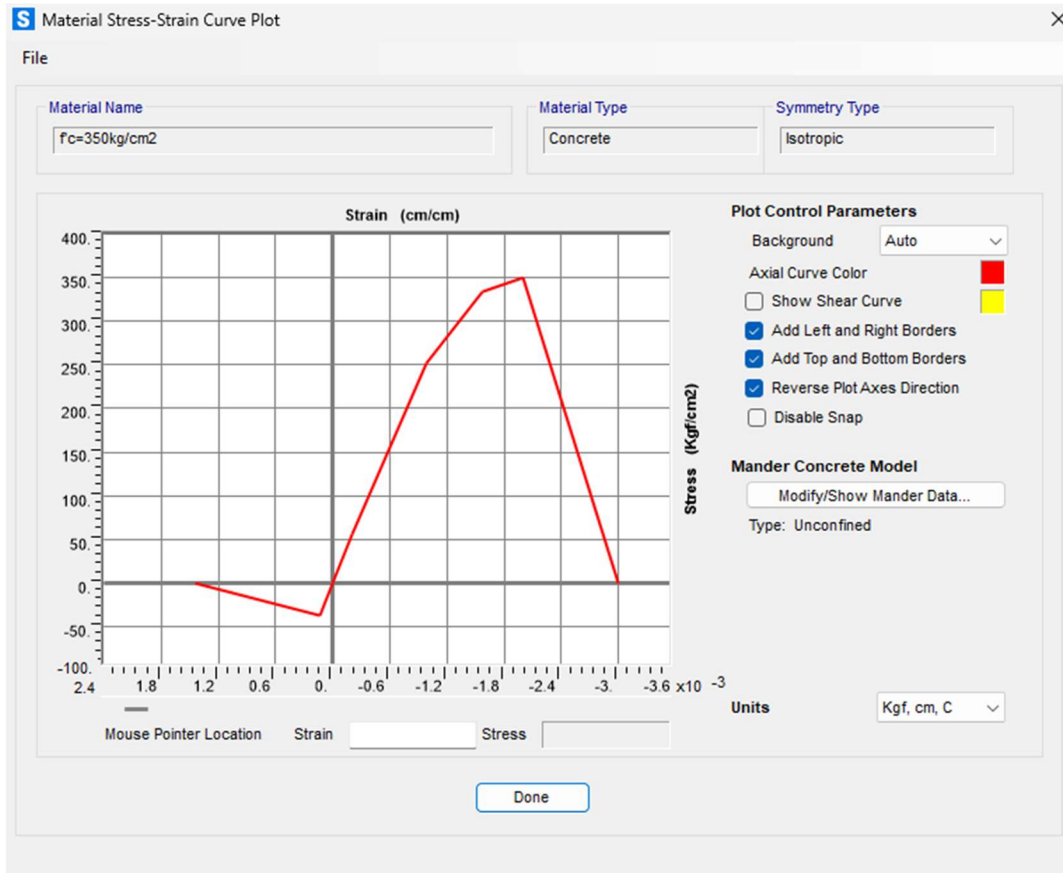 S Material Stress-Strain Curve Plot
File
Material Name
f'c=350kg/cm2
Material Type
Concrete
Symmetry Type
Isotropic
Strain (cm/cm)
400.
350.
300.
250.
200.
150.
100.
50.
0.
-50.
-100.
2.4 1.8 1.2 0.6 0. -0.6 -1.2 -1.8 -2.4 -3. -3.6 x10 -3
Stress (Kgf/cm2)
Mouse Pointer Location Strain Stress
Plot Control Parameters
Background Auto
Axial Curve Color
Show Shear Curve
Add Left and Right Borders
Add Top and Bottom Borders
Reverse Plot Axes Direction
Disable Snap
Mander Concrete Model
Modify/Show Mander Data...
Type: Unconfined
Units Kgf, cm, C
Done